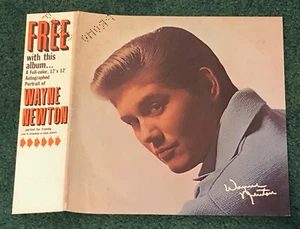 FREE
with this
album...
A Full-color, 12" x 12"
Autographed
Portrait of
WAYNE
NEWTON
Wayne
Newton